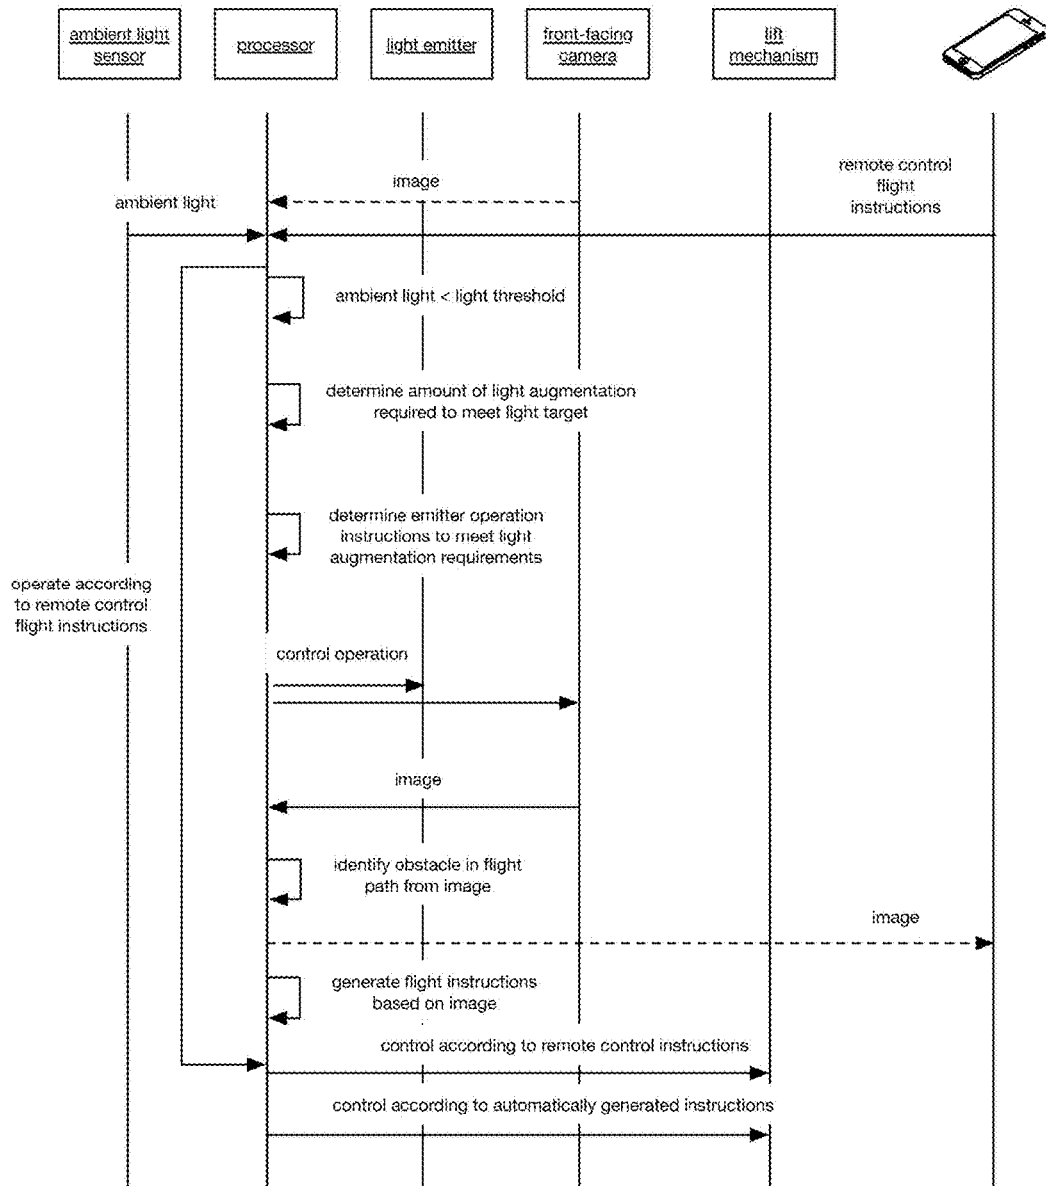 ambient light
sensor
processor
light emitter
front-facing
camera
lift
mechanism
remote control
flight
instructions
image
ambient light
ambient light < light threshold
determine amount of light augmentation
required to meet light target
determine emitter operation
instructions to meet light
augmentation requirements
operate according
to remote control
flight instructions
control operation
image
identify obstacle in flight
path from image
image
generate flight instructions
based on image
control according to remote control instructions
control according to automatically generated instructions